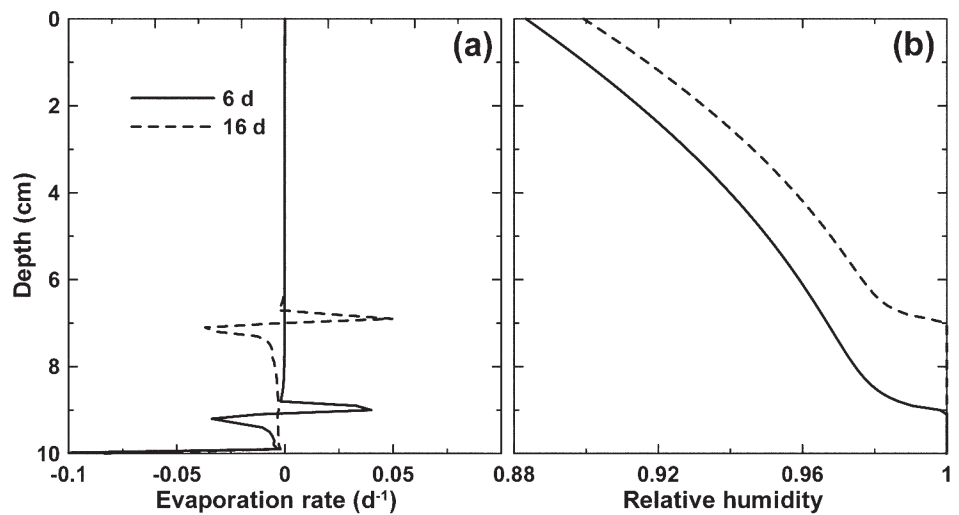 (a)
(b)
6 d
16 d
Depth (cm)
0
2
4
6
8
10
-0.1
-0.05
0
0.05
Evaporation rate (d-1)
0.88
0.92
0.96
1
Relative humidity